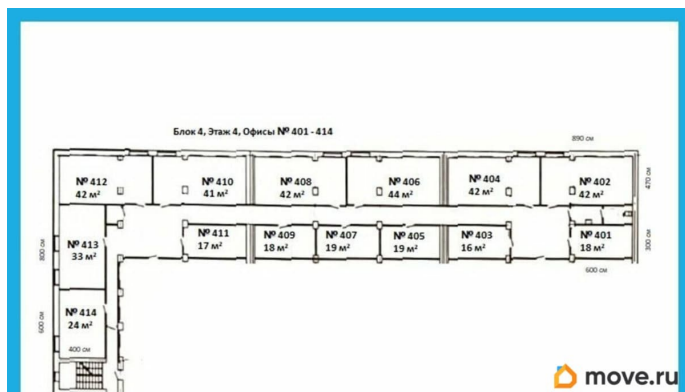 Блок 4, Этаж 4, Офисы № 401 - 414
890 см
№ 412
42 м²
№ 410
41 м²
№ 408
42 м²
№ 406
44 м²
№ 404
42 м²
№ 402
42 м²
470 см
№ 411
17 м²
№ 409
18 м²
№ 407
19 м²
№ 405
19 м²
№ 403
16 м²
№ 401
18 м²
300 см
600 см
800 см
№ 413
33 м²
600 см
№ 414
24 м²
400 см
move.ru